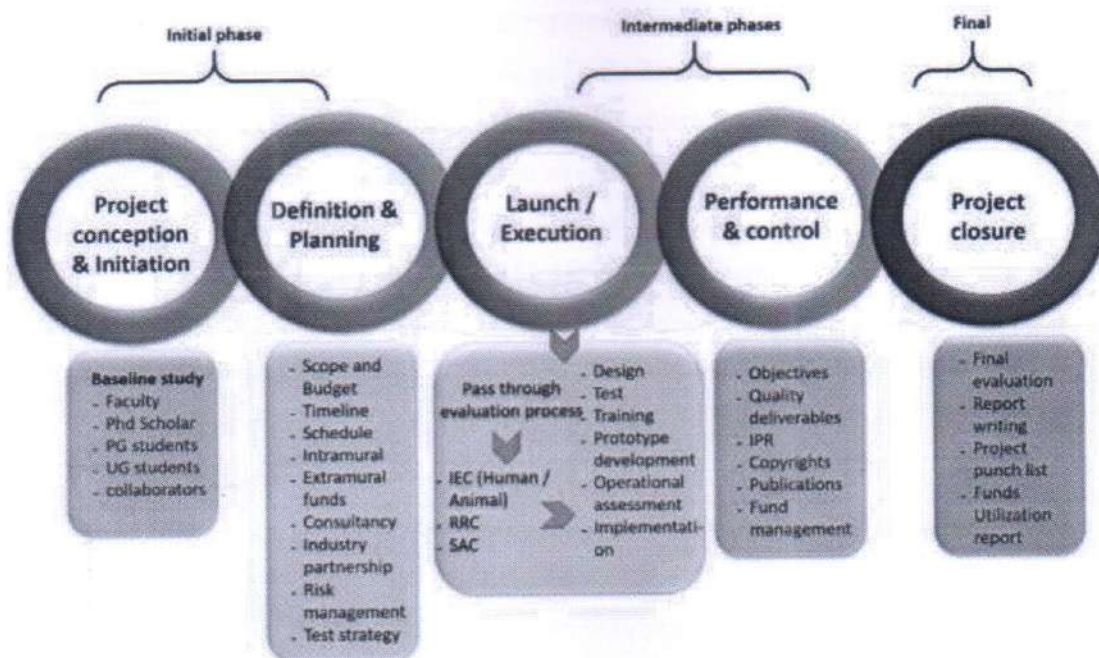 Initial phase
Intermediate phases
Final
Project
conception
& Initiation
Definition &
Planning
Launch /
Execution
Performance
& control
Project
closure
Baseline study
- Faculty
- Phd Scholar
- PG students
- UG students
- collaborators
- Scope and
Budget
- Timeline
- Schedule
- Intramural
- Extramural
funds
- Consultancy
- Industry
partnership
- Risk
management
- Test strategy
Pass through
evaluation process
- IEC (Human /
Animal)
- RRC
- SAC
- Design
- Test
- Training
- Prototype
development
- Operational
assessment
- Implementati-
on
- Objectives
- Quality
deliverables
- IPR
- Copyrights
- Publications
- Fund
management
- Final
evaluation
- Report
writing
- Project
punch list
- Funds
Utilization
report